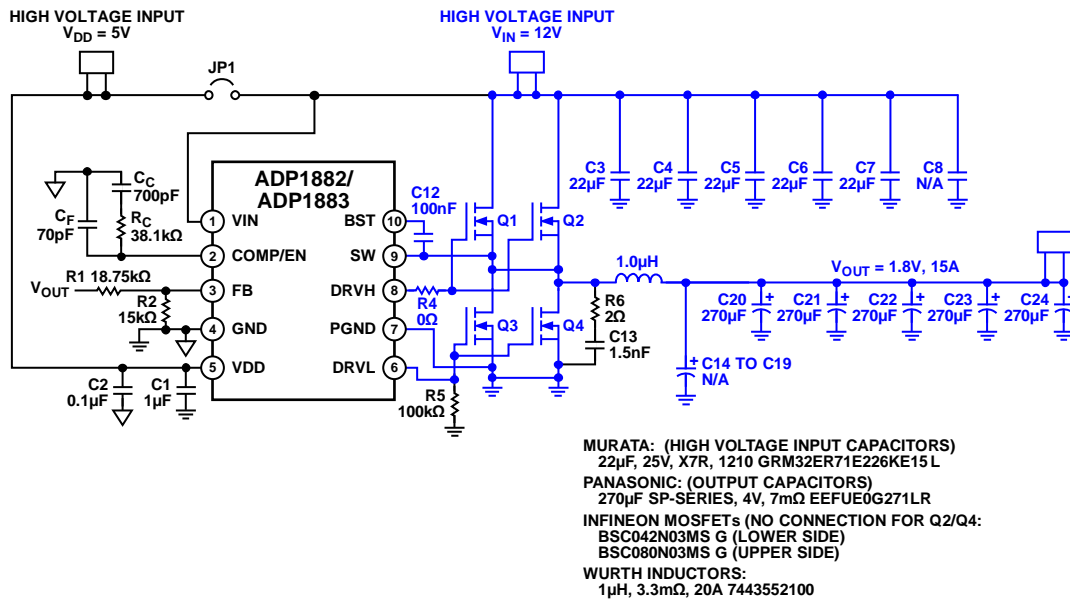 HIGH VOLTAGE INPUT
VDD = 5V
HIGH VOLTAGE INPUT
VIN = 12V
JP1
CC
700pF
CF
70pF
RC
38.1kΩ
ADP1882/
ADP1883
1 VIN
BST 10
2 COMP/EN
SW 9
3 FB
DRVH 8
4 GND
PGND 7
5 VDD
DRVL 6
VOUT
R1 18.75kΩ
R2
15kΩ
C2
0.1µF
C1
1µF
C12
100nF
Q1
Q2
R4
0Ω
Q3
Q4
R5
100kΩ
C3
22µF
C4
22µF
C5
22µF
C6
22µF
C7
22µF
C8
N/A
1.0µH
VOUT = 1.8V, 15A
R6
2Ω
C13
1.5nF
C20
270µF
C21
270µF
C22
270µF
C23
270µF
C24
270µF
+
+
+
+
+
+
C14 TO C19
N/A
MURATA: (HIGH VOLTAGE INPUT CAPACITORS)
22µF, 25V, X7R, 1210 GRM32ER71E226KE15L
PANASONIC: (OUTPUT CAPACITORS)
270µF SP-SERIES, 4V, 7mΩ EEFUE0G271LR
INFINEON MOSFETs (NO CONNECTION FOR Q2/Q4:
BSC042N03MS G (LOWER SIDE)
BSC080N03MS G (UPPER SIDE)
WURTH INDUCTORS:
1µH, 3.3mΩ, 20A 7443552100